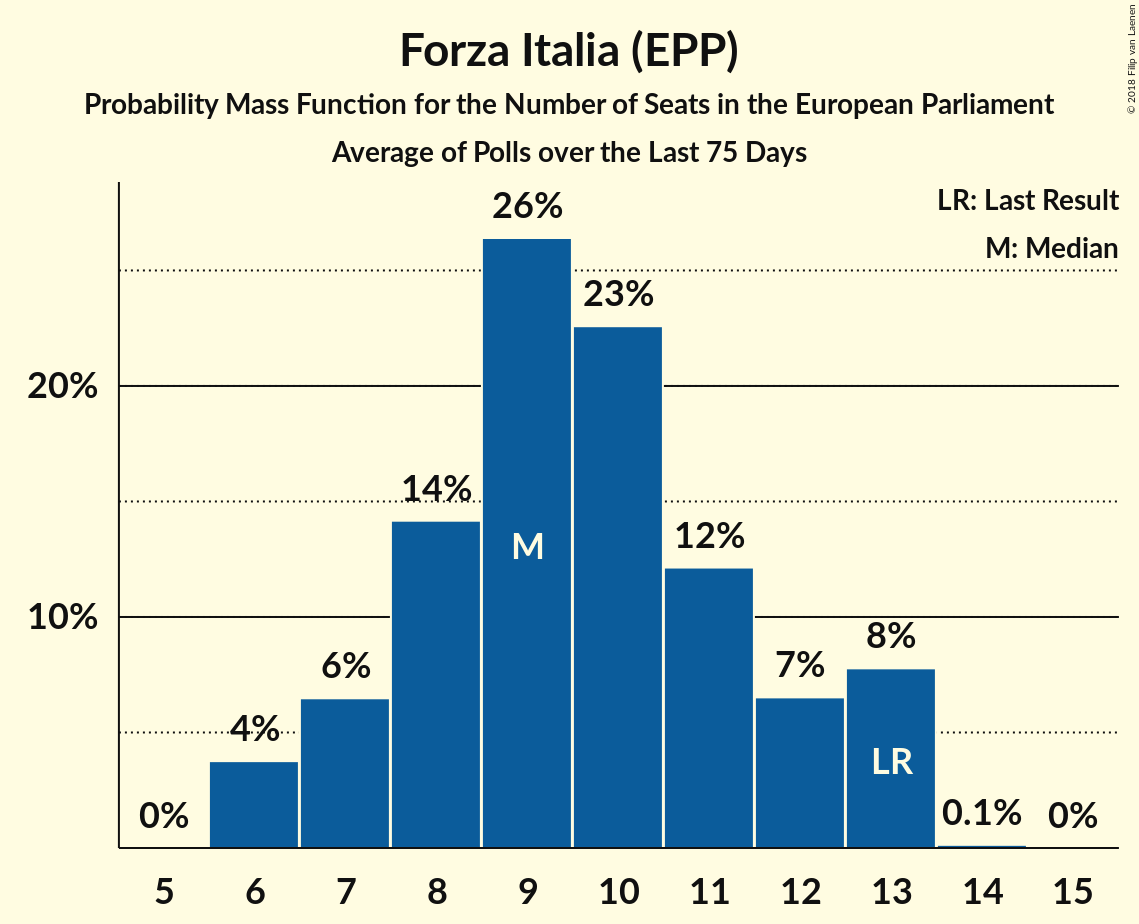 Forza Italia (EPP)
Probability Mass Function for the Number of Seats in the European Parliament
Average of Polls over the Last 75 Days
© 2018 Filip van Laenen
LR: Last Result
M: Median
26%
23%
20%
14%
M
12%
10%
8%
7%
6%
4%
LR
0%
0.1%
0%
5 6 7 8 9 10 11 12 13 14 15